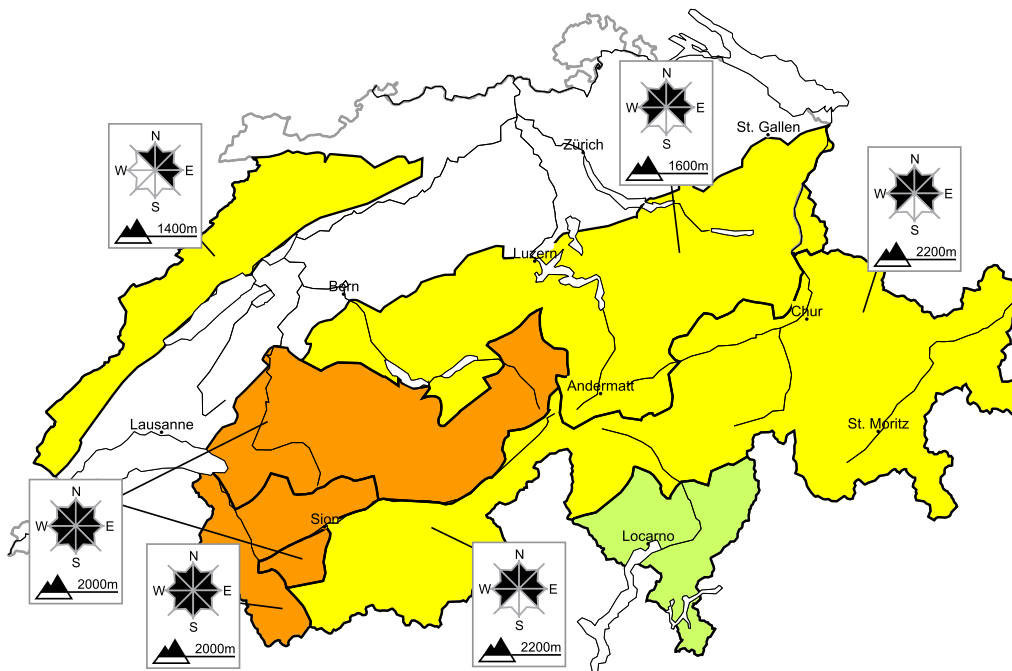 N
W E
S
1600m
St. Gallen
Zürich
N
W E
S
1400m
N
W E
S
2200m
Luzern
Bern
Chur
Andermatt
Lausanne
St. Moritz
N
W E
S
2000m
Sion
Locarno
N
W E
S
2000m
N
W E
S
2200m